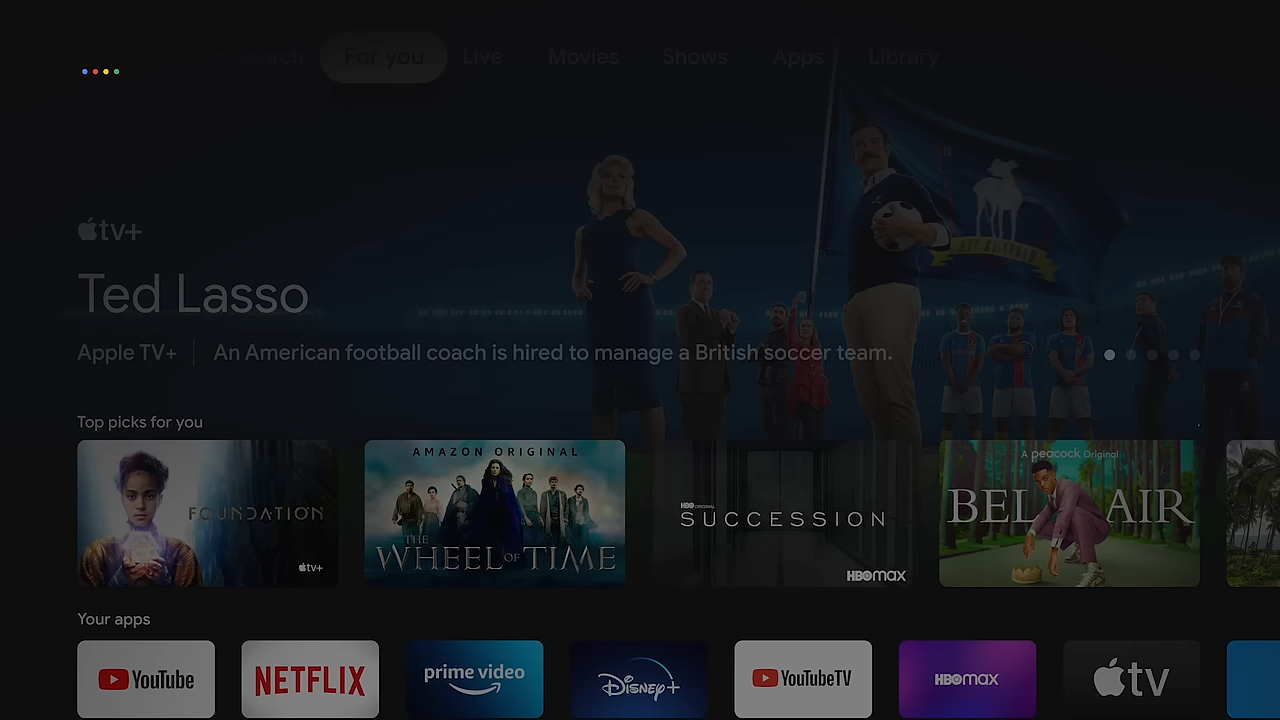 Search For you Live Movies Shows Apps Library
tv+
Ted Lasso
Apple TV+ An American football coach is hired to manage a British soccer team.
Top picks for you
FOUNDATION
tv+
AMAZON ORIGINAL
THE
WHEEL OF TIME
HBO ORIGINAL
SUCCESSION
HBOmax
A peacock Original
BEL AIR
Your apps
YouTube
NETFLIX
prime video
Disney+
YouTubeTV
HBOmax
tv